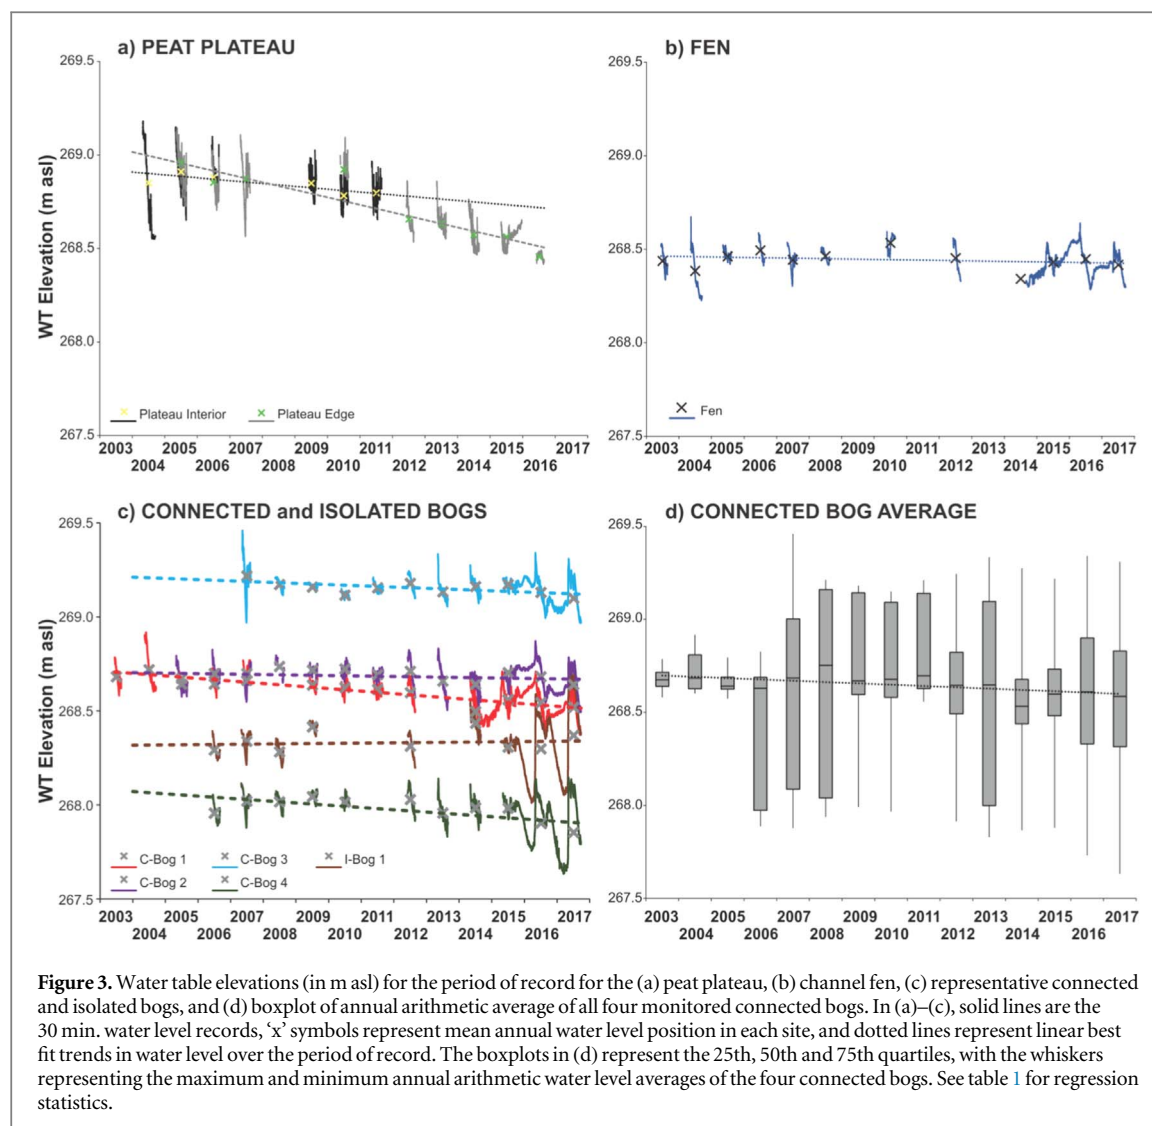 a) PEAT PLATEAU
269.5
269.0
268.5
268.0
267.5
WT Elevation (m asl)
Plateau Interior
Plateau Edge
2003 2005 2007 2009 2011 2013 2015 2017
2004 2006 2008 2010 2012 2014 2016
b) FEN
269.5
269.0
268.5
268.0
267.5
Fen
2003 2005 2007 2009 2011 2013 2015 2017
2004 2006 2008 2010 2012 2014 2016
c) CONNECTED and ISOLATED BOGS
269.5
269.0
268.5
268.0
267.5
WT Elevation (m asl)
C-Bog 1 C-Bog 3 I-Bog 1
C-Bog 2 C-Bog 4
2003 2005 2007 2009 2011 2013 2015 2017
2004 2006 2008 2010 2012 2014 2016
d) CONNECTED BOG AVERAGE
269.5
269.0
268.5
268.0
267.5
2003 2005 2007 2009 2011 2013 2015 2017
2004 2006 2008 2010 2012 2014 2016
Figure 3. Water table elevations (in m asl) for the period of record for the (a) peat plateau, (b) channel fen, (c) representative connected
and isolated bogs, and (d) boxplot of annual arithmetic average of all four monitored connected bogs. In (a)–(c), solid lines are the
30 min. water level records, ‘x’ symbols represent mean annual water level position in each site, and dotted lines represent linear best
fit trends in water level over the period of record. The boxplots in (d) represent the 25th, 50th and 75th quartiles, with the whiskers
representing the maximum and minimum annual arithmetic water level averages of the four connected bogs. See table 1 for regression
statistics.